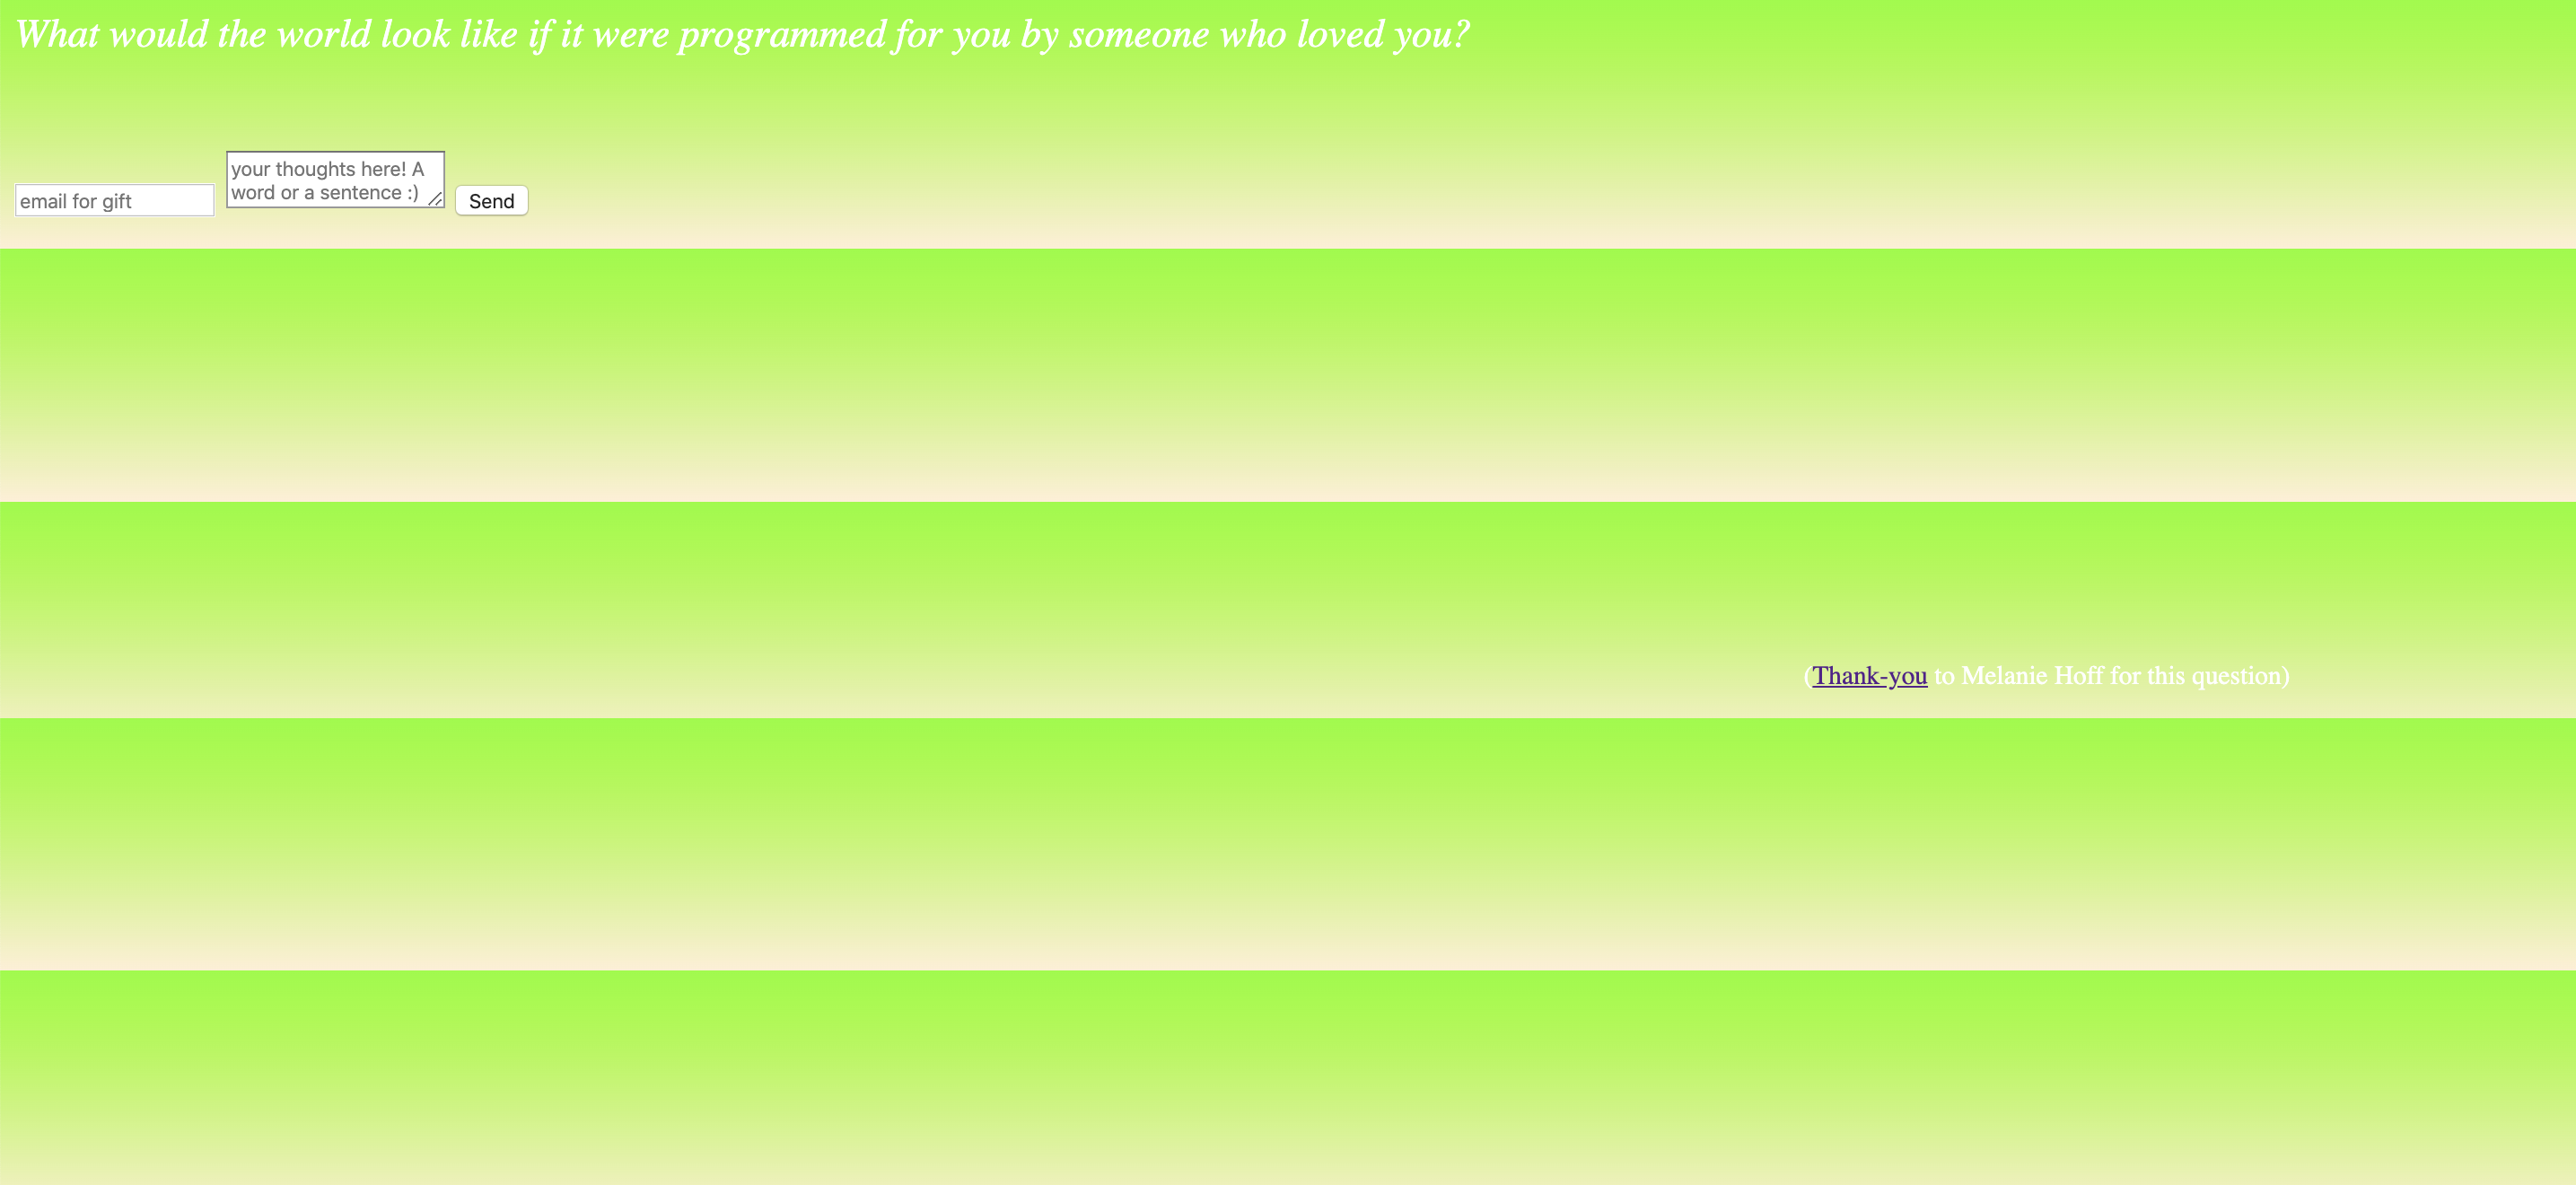 What would the world look like if it were programmed for you by someone who loved you?
your thoughts here! A
word or a sentence :)
email for gift
Send
(Thank-you to Melanie Hoff for this question)